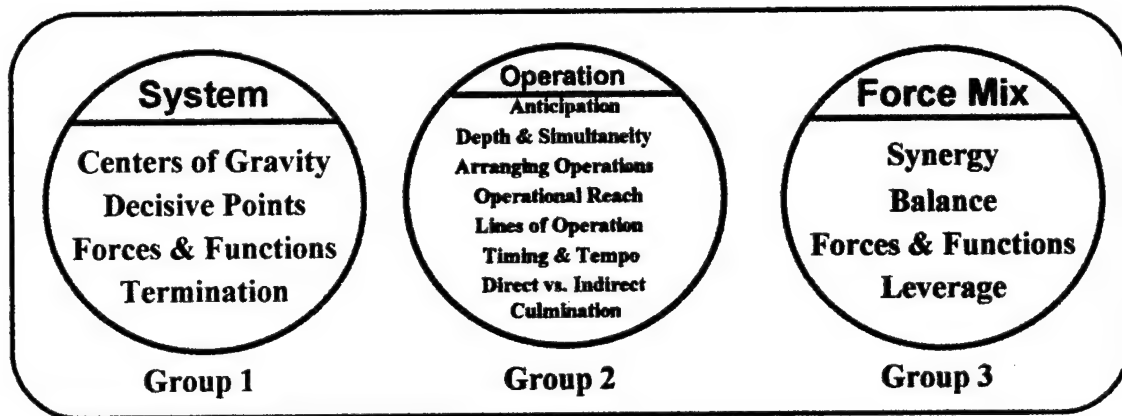 System
Centers of Gravity
Decisive Points
Forces & Functions
Termination
Group 1
Operation
Anticipation
Depth & Simultaneity
Arranging Operations
Operational Reach
Lines of Operation
Timing & Tempo
Direct vs. Indirect
Culmination
Group 2
Force Mix
Synergy
Balance
Forces & Functions
Leverage
Group 3